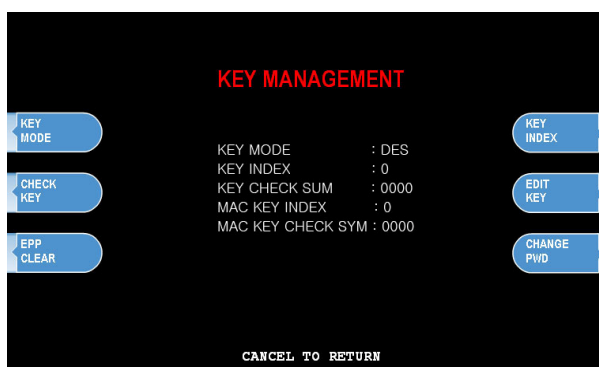 KEY MANAGEMENT
KEY
MODE
CHECK
KEY
EPP
CLEAR
KEY MODE : DES
KEY INDEX : 0
KEY CHECK SUM : 0000
MAC KEY INDEX : 0
MAC KEY CHECK SYM : 0000
KEY
INDEX
EDIT
KEY
CHANGE
PWD
CANCEL TO RETURN